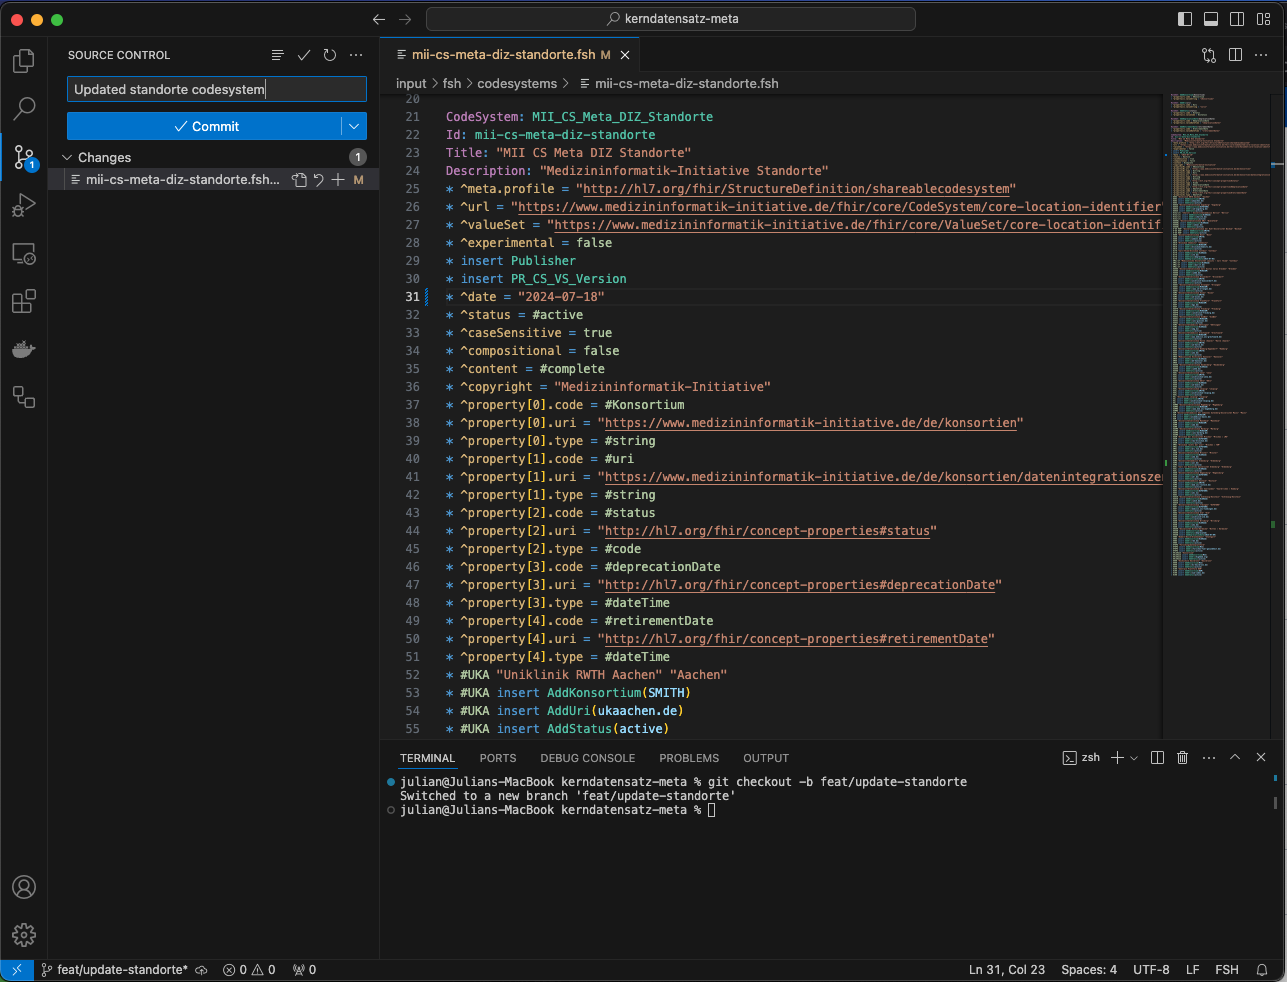 kerndatensatz-meta
SOURCE CONTROL
Updated standorte codesystem
Commit
Changes
1
mii-cs-meta-diz-standorte.fsh...
M
1
mii-cs-meta-diz-standorte.fsh M
input > fsh > codesystems > mii-cs-meta-diz-standorte.fsh
20
21 CodeSystem: MII_CS_Meta_DIZ_Standorte
22 Id: mii-cs-meta-diz-standorte
23 Title: "MII CS Meta DIZ Standorte"
24 Description: "Medizininformatik-Initiative Standorte"
25 * ^meta.profile = "http://hl7.org/fhir/StructureDefinition/shareablecodesystem"
26 * ^url = "https://www.medizininformatik-initiative.de/fhir/core/CodeSystem/core-location-identifier"
27 * ^valueSet = "https://www.medizininformatik-initiative.de/fhir/core/ValueSet/core-location-identif
28 * ^experimental = false
29 * insert Publisher
30 * insert PR_CS_VS_Version
31 * ^date = "2024-07-18"
32 * ^status = #active
33 * ^caseSensitive = true
34 * ^compositional = false
35 * ^content = #complete
36 * ^copyright = "Medizininformatik-Initiative"
37 * ^property[0].code = #Konsortium
38 * ^property[0].uri = "https://www.medizininformatik-initiative.de/de/konsortien"
39 * ^property[0].type = #string
40 * ^property[1].code = #uri
41 * ^property[1].uri = "https://www.medizininformatik-initiative.de/de/konsortien/datenintegrationsze
42 * ^property[1].type = #string
43 * ^property[2].code = #status
44 * ^property[2].uri = "http://hl7.org/fhir/concept-properties#status"
45 * ^property[2].type = #code
46 * ^property[3].code = #deprecationDate
47 * ^property[3].uri = "http://hl7.org/fhir/concept-properties#deprecationDate"
48 * ^property[3].type = #dateTime
49 * ^property[4].code = #retirementDate
50 * ^property[4].uri = "http://hl7.org/fhir/concept-properties#retirementDate"
51 * ^property[4].type = #dateTime
52 * #UKA "Uniklinik RWTH Aachen" "Aachen"
53 * #UKA insert AddKonsortium(SMITH)
54 * #UKA insert AddUri(ukaachen.de)
55 * #UKA insert AddStatus(active)
TERMINAL PORTS DEBUG CONSOLE PROBLEMS OUTPUT
zsh
julian@Julians-MacBook kerndatensatz-meta % git checkout -b feat/update-standorte
Switched to a new branch 'feat/update-standorte'
julian@Julians-MacBook kerndatensatz-meta %
feat/update-standorte* 0 0 0
Ln 31, Col 23 Spaces: 4 UTF-8 LF FSH